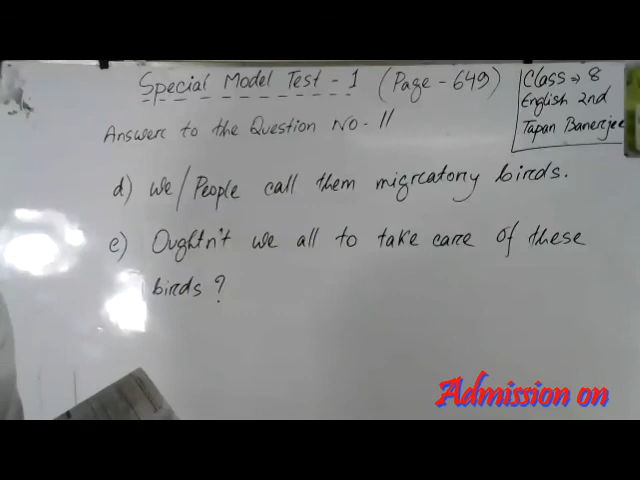 Special Model Test - 1 (Page - 649)
Class → 8
English 2nd
Tapan Banerjee
Answer to the Question No - 11
d) we/People call them migratory birds.
e) Oughtn't we all to take care of these
birds ?
Admission on